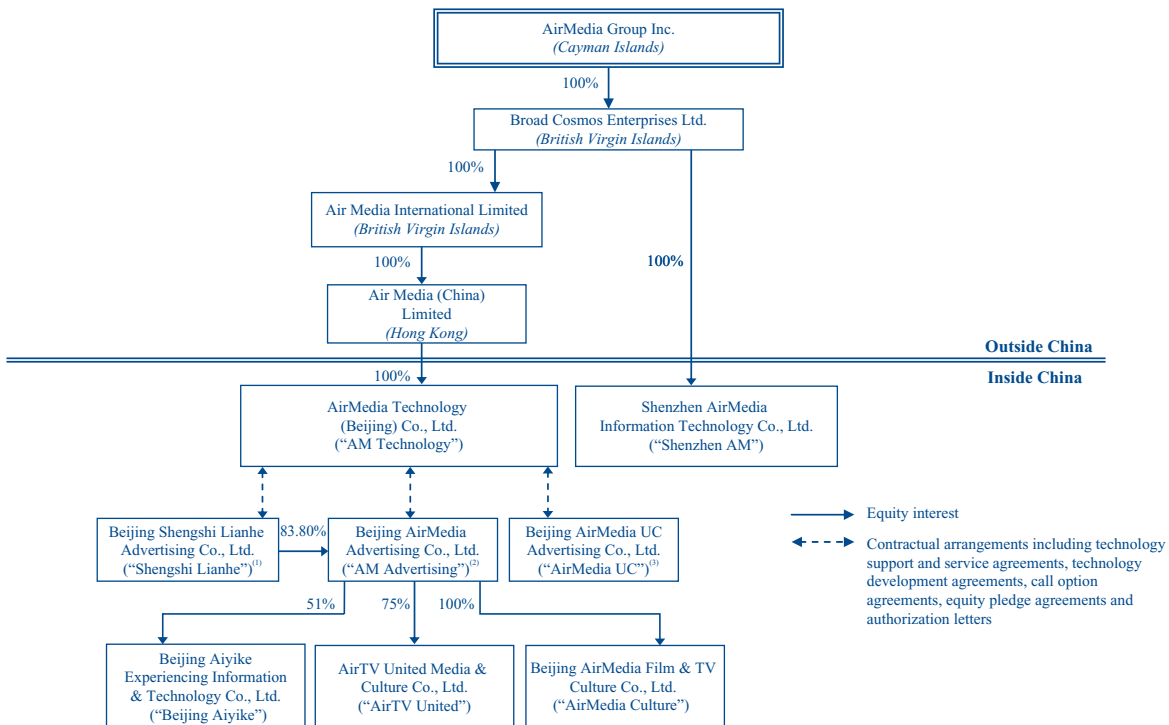 AirMedia Group Inc.
(Cayman Islands)
100%
Broad Cosmos Enterprises Ltd.
(British Virgin Islands)
100%
Air Media International Limited
(British Virgin Islands)
100%
100%
Air Media (China)
Limited
(Hong Kong)
Outside China
Inside China
100%
AirMedia Technology
(Beijing) Co., Ltd.
(“AM Technology”)
Shenzhen AirMedia
Information Technology Co., Ltd.
(“Shenzhen AM”)
Beijing Shengshi Lianhe
Advertising Co., Ltd.
(“Shengshi Lianhe”)(1)
83.80%
Beijing AirMedia
Advertising Co., Ltd.
(“AM Advertising”)(2)
Beijing AirMedia UC
Advertising Co., Ltd.
(“AirMedia UC”)(3)
Equity interest
Contractual arrangements including technology
support and service agreements, technology
development agreements, call option
agreements, equity pledge agreements and
authorization letters
51%
75%
100%
Beijing Aiyike
Experiencing Information
& Technology Co., Ltd.
(“Beijing Aiyike”)
AirTV United Media &
Culture Co., Ltd.
(“AirTV United”)
Beijing AirMedia Film & TV
Culture Co., Ltd.
(“AirMedia Culture”)